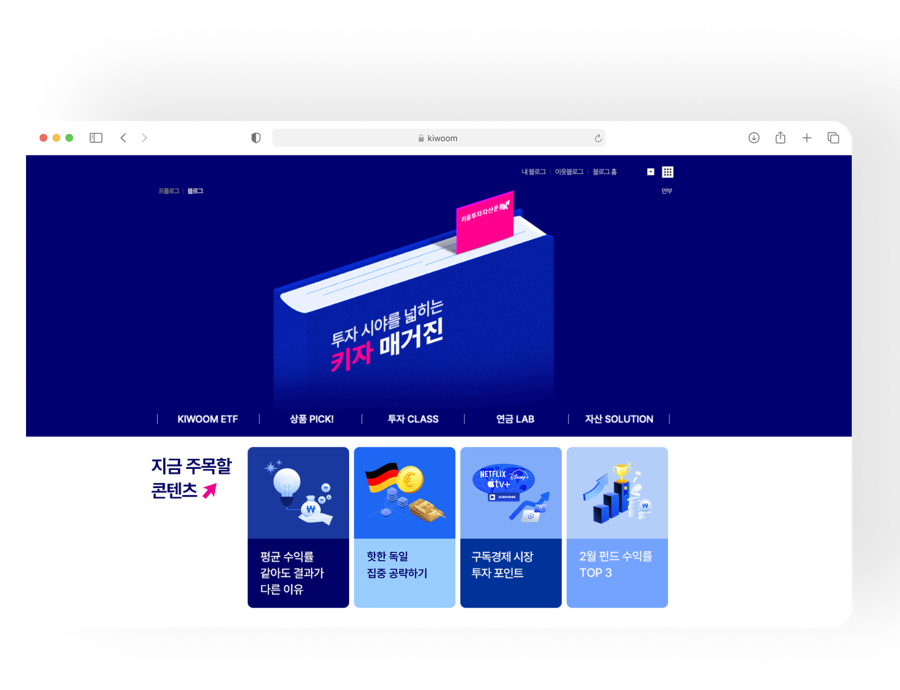 kiwoom
내 블로그 | 이웃블로그 | 블로그 홈
프롤로그 | 블로그
안부
키움투자자산운용
투자 시야를 넓히는
키자 매거진
KIWOOM ETF
상품 PICK!
투자 CLASS
연금 LAB
자산 SOLUTION
지금 주목할
콘텐츠
평균 수익률
같아도 결과가
다른 이유
핫한 독일
집중 공략하기
NETFLIX
Disney+
tv+
SUBSCRIBE
구독경제 시장
투자 포인트
2월 펀드 수익률
TOP 3